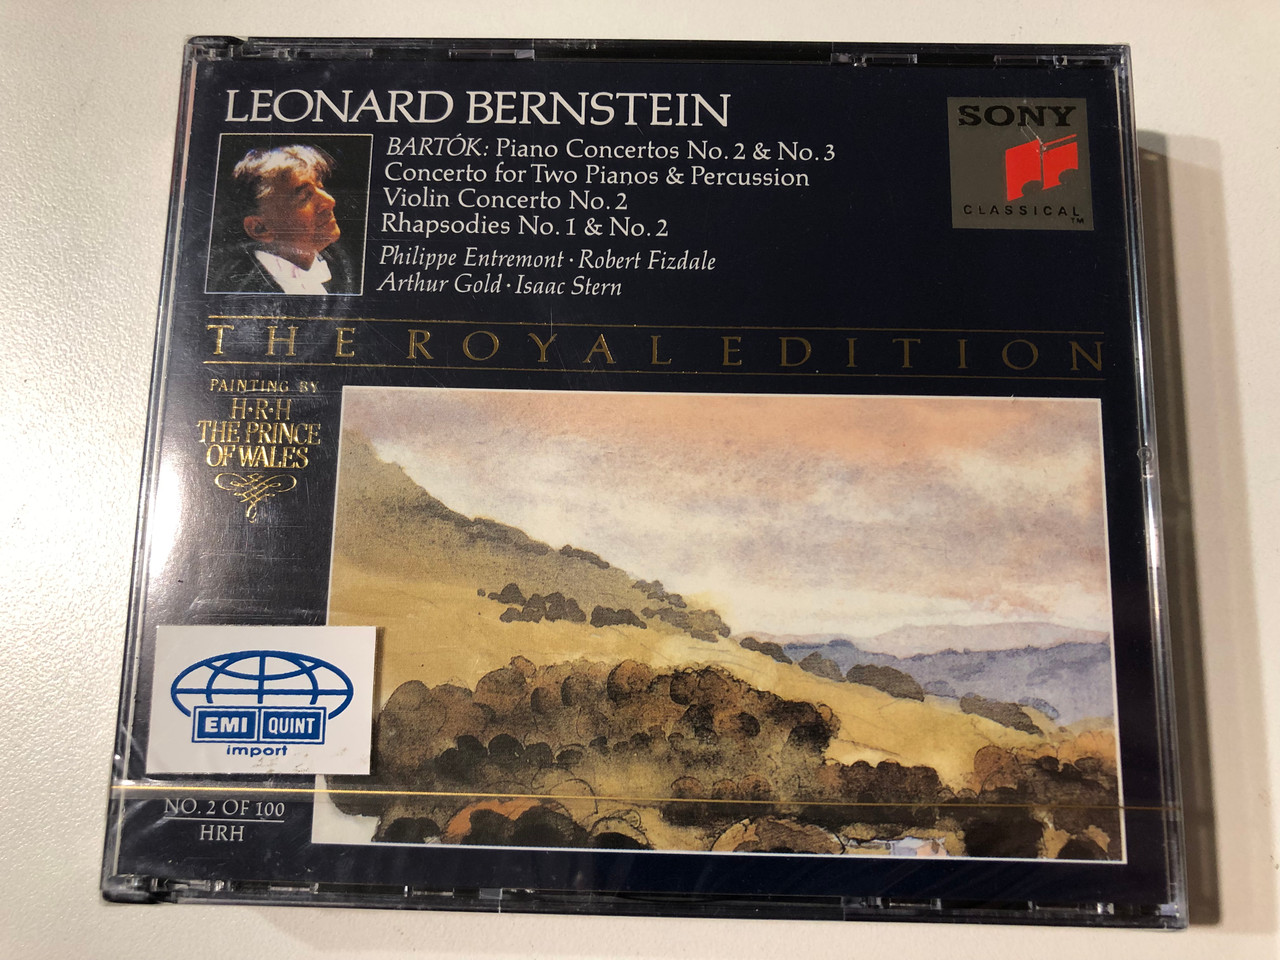 LEONARD BERNSTEIN
BARTÓK: Piano Concertos No. 2 & No. 3
Concerto for Two Pianos & Percussion
Violin Concerto No. 2
Rhapsodies No. 1 & No. 2
Philippe Entremont · Robert Fizdale
Arthur Gold · Isaac Stern
SONY
CLASSICAL™
THE ROYAL EDITION
PAINTING BY
H·R·H
THE PRINCE
OF WALES
EMI QUINT
import
NO. 2 OF 100
HRH